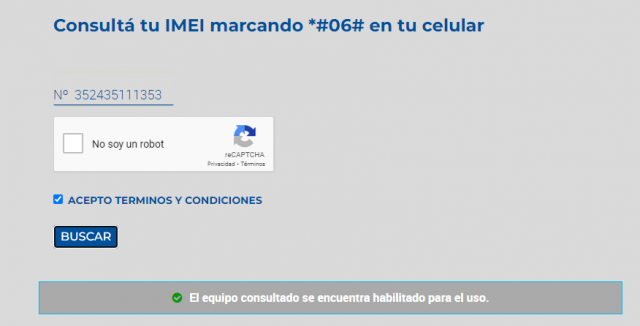 Consultá tu IMEI marcando *#06# en tu celular
Nº 352435111353
No soy un robot
reCAPTCHA
Privacidad - Términos
ACEPTO TERMINOS Y CONDICIONES
BUSCAR
El equipo consultado se encuentra habilitado para el uso.